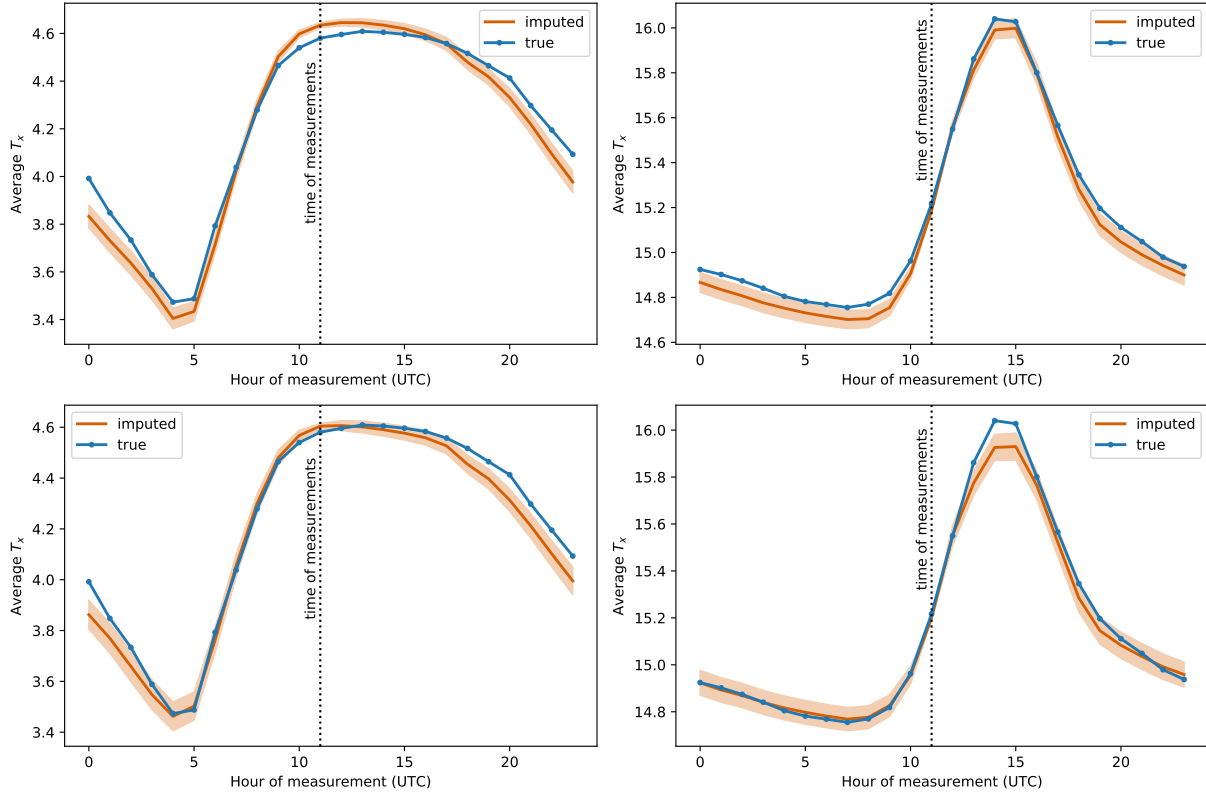 4.6
4.4
4.2
4.0
3.8
3.6
3.4
Average Tx
time of measurements
imputed
true
0
5
10
15
20
Hour of measurement (UTC)
16.0
15.8
15.6
15.4
15.2
15.0
14.8
14.6
Average Tx
time of measurements
imputed
true
0
5
10
15
20
Hour of measurement (UTC)
4.6
4.4
4.2
4.0
3.8
3.6
3.4
Average Tx
imputed
true
time of measurements
0
5
10
15
20
Hour of measurement (UTC)
16.0
15.8
15.6
15.4
15.2
15.0
14.8
Average Tx
time of measurements
imputed
true
0
5
10
15
20
Hour of measurement (UTC)